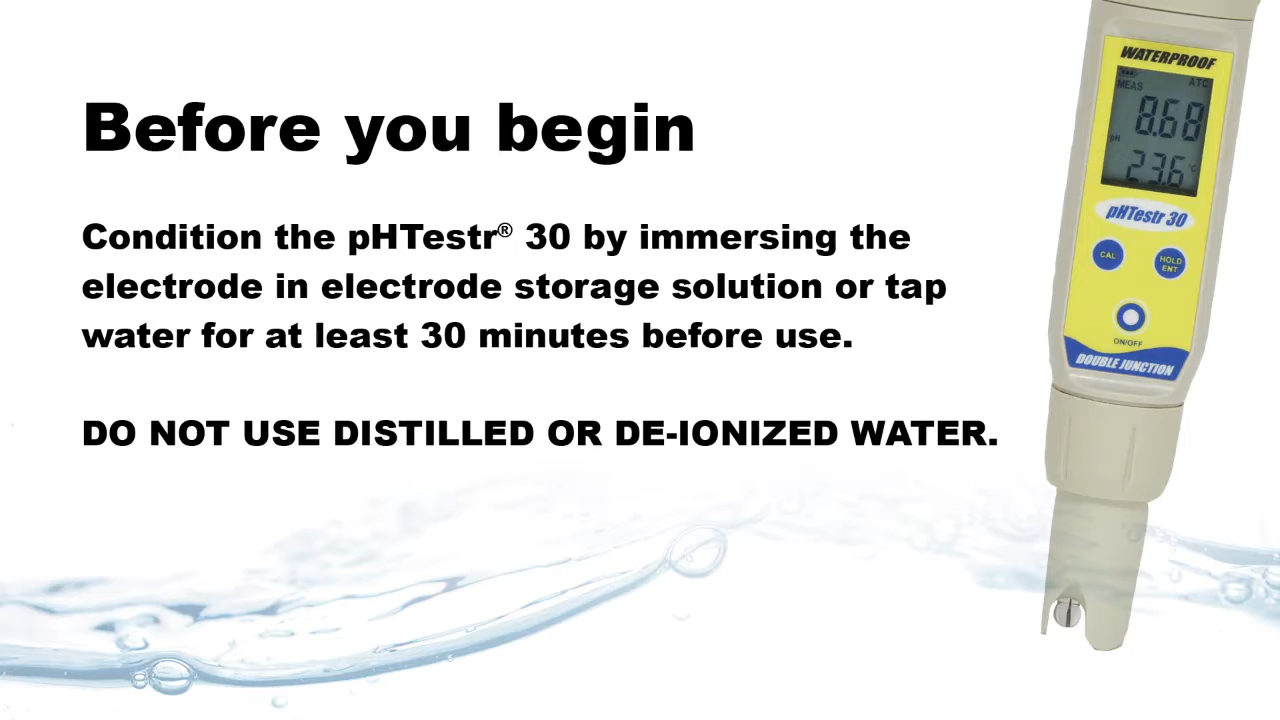 Before you begin
Condition the pHTestr® 30 by immersing the
electrode in electrode storage solution or tap
water for at least 30 minutes before use.
DO NOT USE DISTILLED OR DE-IONIZED WATER.
WATERPROOF
MEAS ATC
8.68
pH
23.6 °C
pHTestr 30
CAL
HOLD
ENT
ON/OFF
DOUBLE JUNCTION